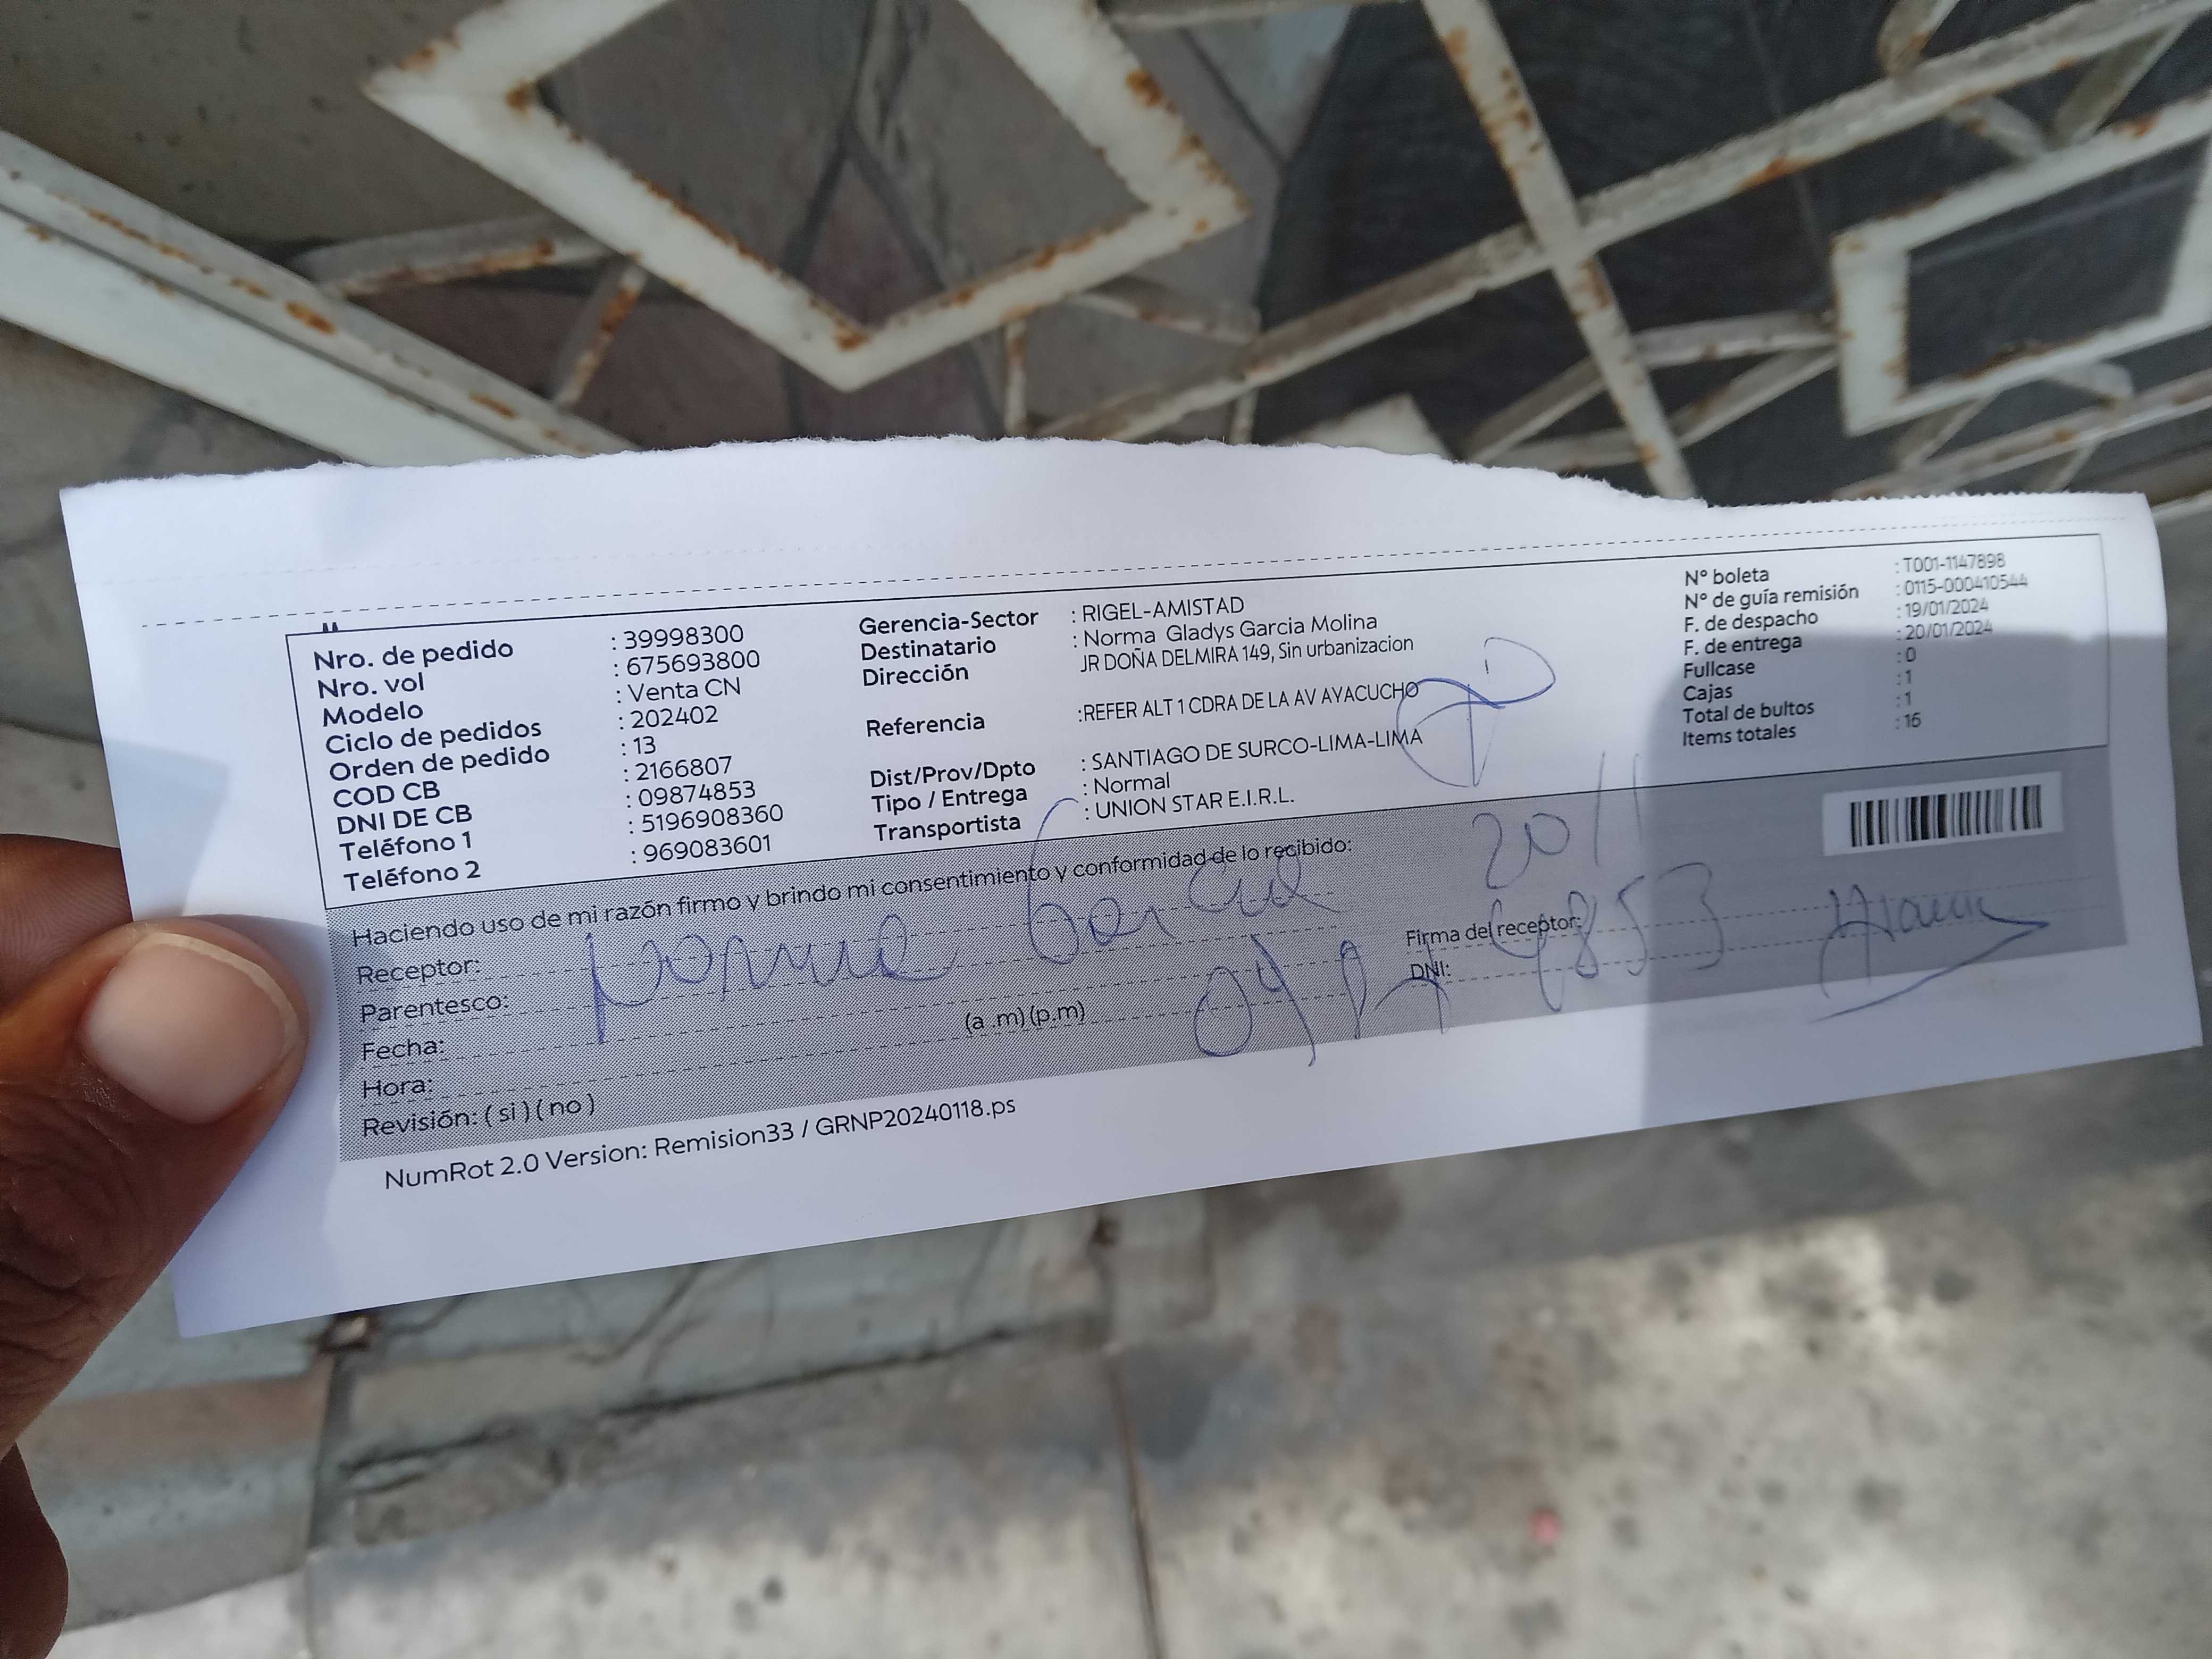 Nro. de pedido : 39998300
Nro. vol : 675693800
Modelo : Venta CN
Ciclo de pedidos : 202402
Orden de pedido : 13
COD CB : 2166807
DNI DE CB : 09874853
Teléfono 1 : 5196908360
Teléfono 2 : 969083601
Gerencia-Sector : RIGEL-AMISTAD
Destinatario : Norma Gladys Garcia Molina
Dirección JR DOÑA DELMIRA 149, Sin urbanizacion
Referencia :REFER ALT 1 CDRA DE LA AV AYACUCHO
Dist/Prov/Dpto : SANTIAGO DE SURCO-LIMA-LIMA
Tipo / Entrega : Normal
Transportista : UNION STAR E.I.R.L.
N° boleta : T001-1147898
N° de guía remisión : 0115-000410544
F. de despacho : 19/01/2024
F. de entrega : 20/01/2024
Fullcase : 0
Cajas : 1
Total de bultos : 1
Items totales : 16
Haciendo uso de mi razón firmo y brindo mi consentimiento y conformidad de lo recibido:
Receptor: Norma Garcia
Parentesco:
Fecha:
Hora: (a .m) (p.m)
Revisión: ( si ) ( no )
Firma del receptor:
DNI: 09874853
NumRot 2.0 Version: Remision33 / GRNP20240118.ps